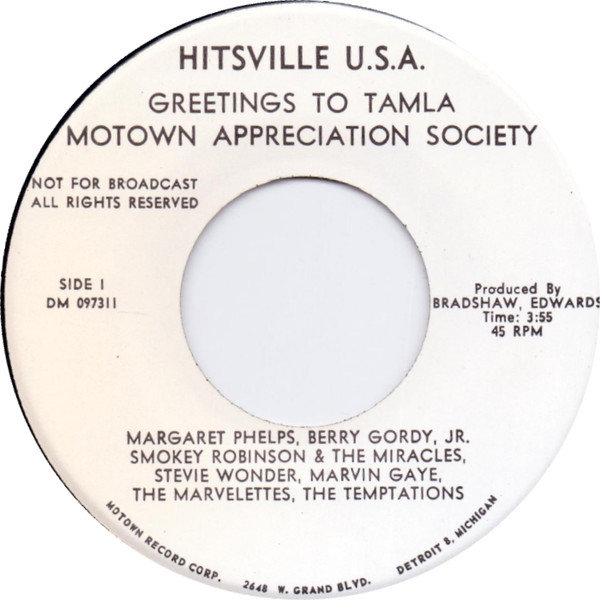 HITSVILLE U.S.A.
GREETINGS TO TAMLA
MOTOWN APPRECIATION SOCIETY
NOT FOR BROADCAST
ALL RIGHTS RESERVED
SIDE I
DM 097311
Produced By
BRADSHAW, EDWARDS
Time: 3:55
45 RPM
MARGARET PHELPS, BERRY GORDY, JR.
SMOKEY ROBINSON & THE MIRACLES,
STEVIE WONDER, MARVIN GAYE,
THE MARVELETTES, THE TEMPTATIONS
MOTOWN RECORD CORP. 2648 W. GRAND BLVD. DETROIT 8, MICHIGAN